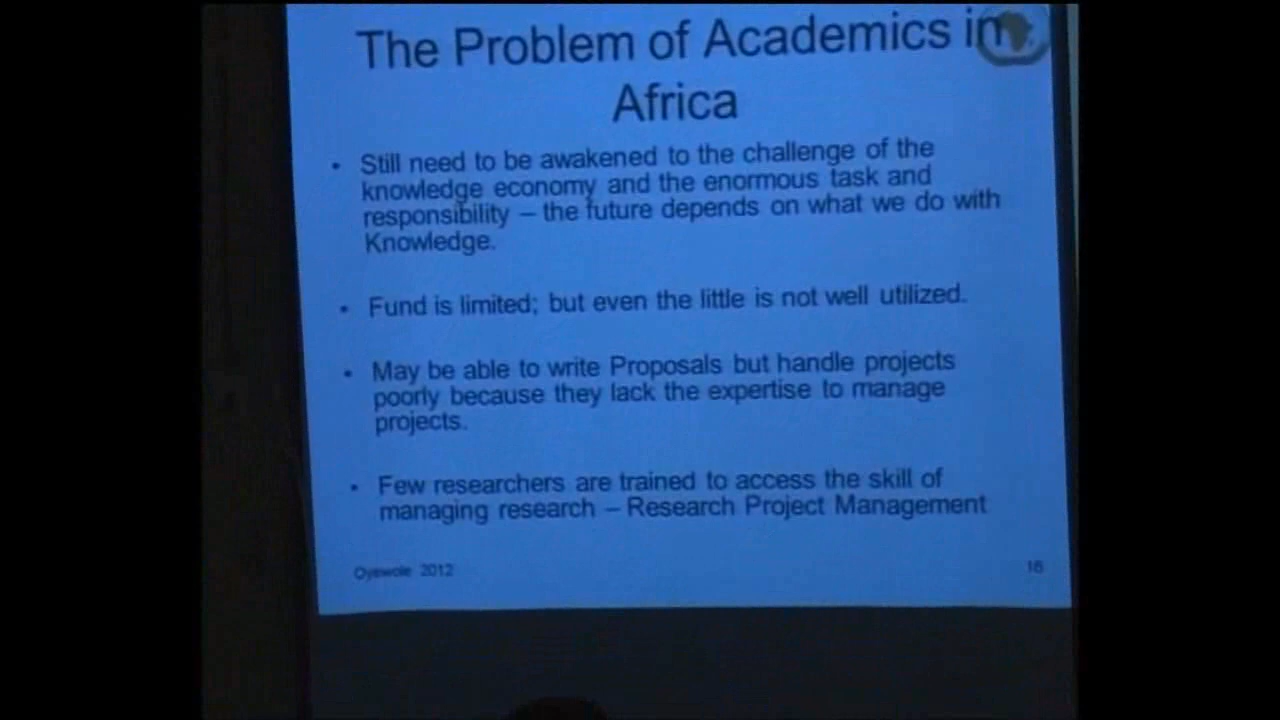 The Problem of Academics in
Africa
• Still need to be awakened to the challenge of the
knowledge economy and the enormous task and
responsibility – the future depends on what we do with
Knowledge.
• Fund is limited; but even the little is not well utilized.
• May be able to write Proposals but handle projects
poorly because they lack the expertise to manage
projects.
• Few researchers are trained to access the skill of
managing research – Research Project Management
Oyewole 2012
16